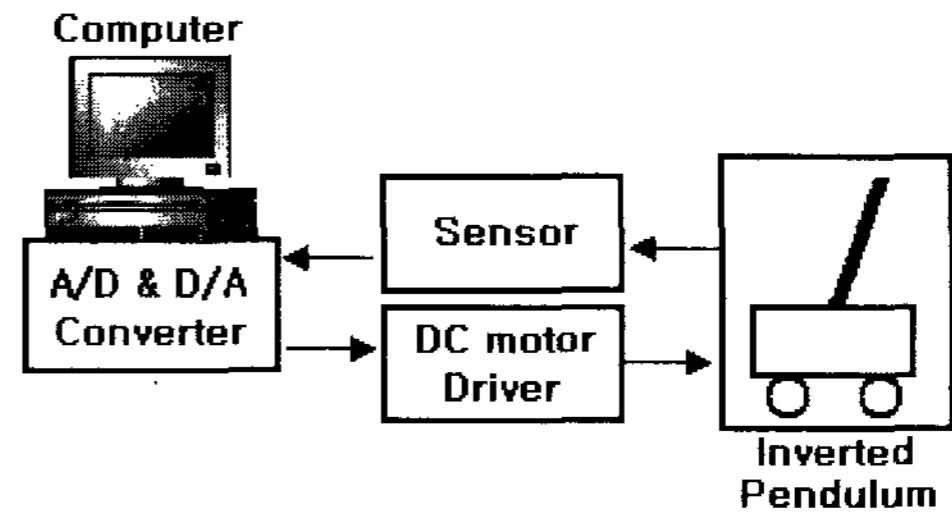 Computer
A/D & D/A
Converter
Sensor
DC motor
Driver
Inverted
Pendulum